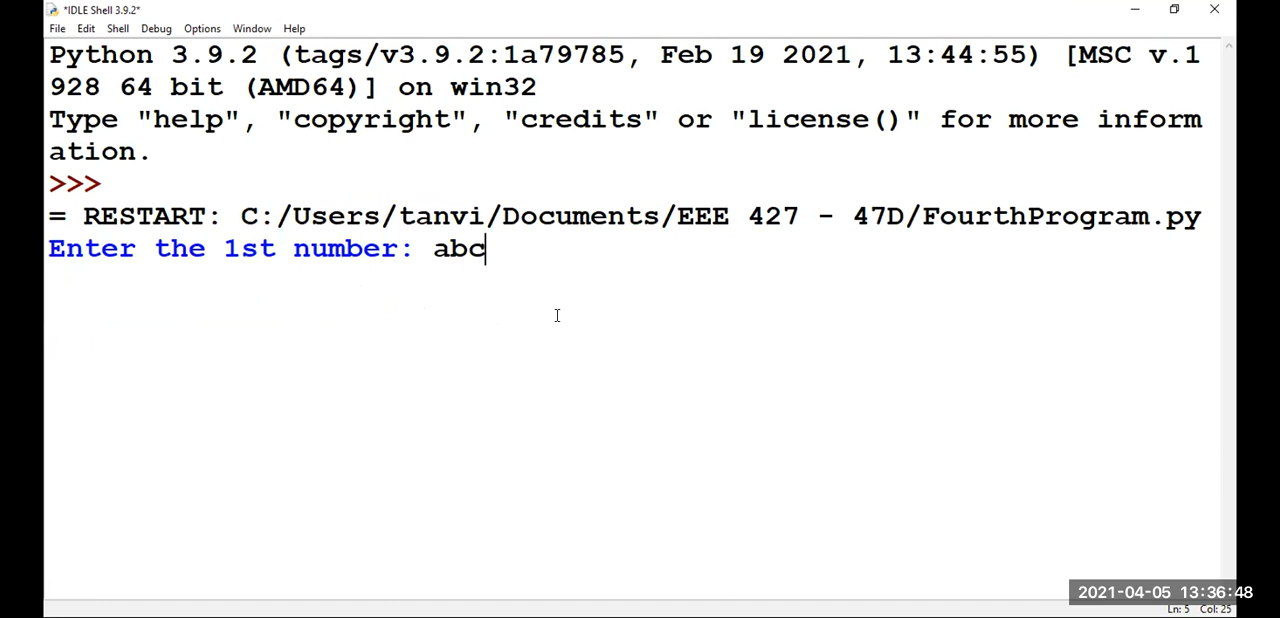 *IDLE Shell 3.9.2*
File Edit Shell Debug Options Window Help
Python 3.9.2 (tags/v3.9.2:1a79785, Feb 19 2021, 13:44:55) [MSC v.1
928 64 bit (AMD64)] on win32
Type "help", "copyright", "credits" or "license()" for more inform
ation.
>>>
= RESTART: C:/Users/tanvi/Documents/EEE 427 - 47D/FourthProgram.py
Enter the 1st number: abc
2021-04-05 13:36:48
Ln: 5 Col: 25